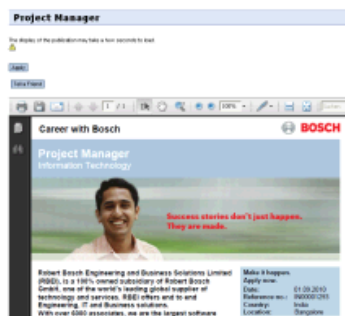 Project Manager
The display of the publication may take a few seconds to load.
Apply
Tell a Friend
1 / 1
100%
Career with Bosch
BOSCH
Project Manager
Information Technology
Success stories don't just happen.
They are made.
Robert Bosch Engineering and Business Solutions Limited
(RBEI), is a 100% owned subsidiary of Robert Bosch
GmbH, one of the world's leading global supplier of
technology and services. RBEI offers end to end
Engineering, IT and Business solutions.
With over 6300 associates, we are the largest software
Make it happen.
Apply now.
Date: 01.09.2010
Reference no.:
Country: India
Location: Bangalore